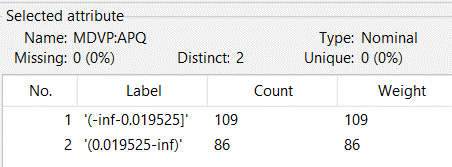 Selected attribute
Name: MDVP:APQ Type: Nominal
Missing: 0 (0%) Distinct: 2 Unique: 0 (0%)
No. Label Count Weight
1 '(-inf-0.019525]' 109 109
2 '(0.019525-inf)' 86 86